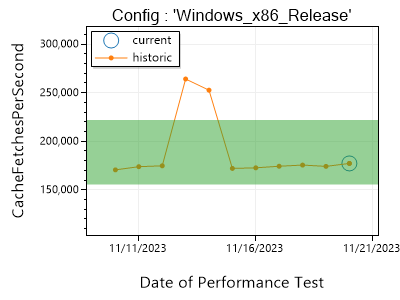 Config : 'Windows_x86_Release'
current
historic
300,000
250,000
200,000
150,000
CacheFetchesPerSecond
11/11/2023
11/16/2023
11/21/2023
Date of Performance Test